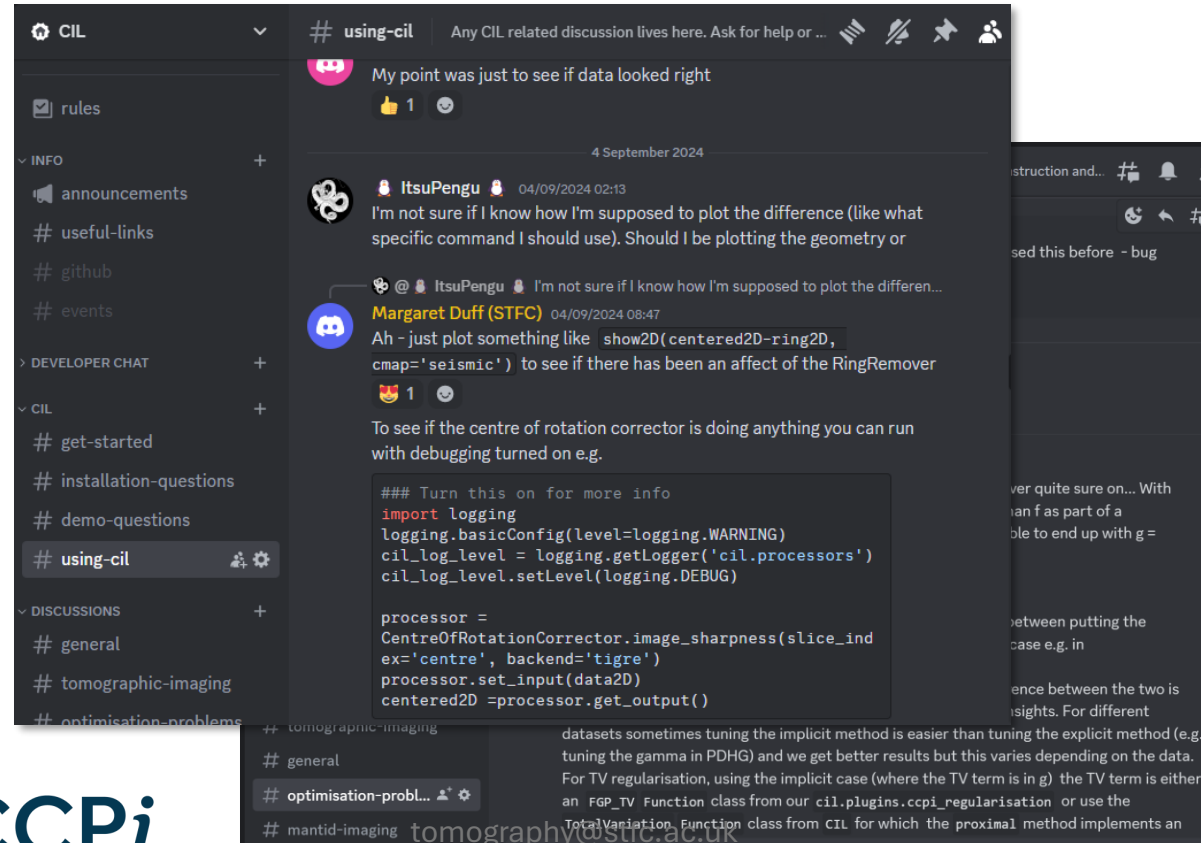 CIL
# using-cil
Any CIL related discussion lives here. Ask for help or ...
rules
INFO
announcements
# useful-links
# github
# events
DEVELOPER CHAT
CIL
# get-started
# installation-questions
# demo-questions
# using-cil
DISCUSSIONS
# general
# tomographic-imaging
# optimisation-problems
My point was just to see if data looked right
1
4 September 2024
ItsuPengu 04/09/2024 02:13
I'm not sure if I know how I'm supposed to plot the difference (like what
specific command I should use). Should I be plotting the geometry or
@ ItsuPengu I'm not sure if I know how I'm supposed to plot the differen...
Margaret Duff (STFC) 04/09/2024 08:47
Ah - just plot something like show2D(centered2D-ring2D,
cmap='seismic') to see if there has been an affect of the RingRemover
1
To see if the centre of rotation corrector is doing anything you can run
with debugging turned on e.g.
### Turn this on for more info
import logging
logging.basicConfig(level=logging.WARNING)
cil_log_level = logging.getLogger('cil.processors')
cil_log_level.setLevel(logging.DEBUG)
processor =
CentreOfRotationCorrector.image_sharpness(slice_ind
ex='centre', backend='tigre')
processor.set_input(data2D)
centered2D =processor.get_output()
struction and...
sed this before - bug
ver quite sure on... With
an f as part of a
ble to end up with g =
between putting the
case e.g. in
ence between the two is
nsights. For different
datasets sometimes tuning the implicit method is easier than tuning the explicit method (e.g.
tuning the gamma in PDHG) and we get better results but this varies depending on the data.
For TV regularisation, using the implicit case (where the TV term is in g) the TV term is either
an FGP_TV Function class from our cil.plugins.ccpi_regularisation or use the
TotalVariation Function class from CIL for which the proximal method implements an
# tomographic-imaging
# general
# optimisation-probl...
# mantid-imaging
tomography@stfc.ac.uk
CCPi